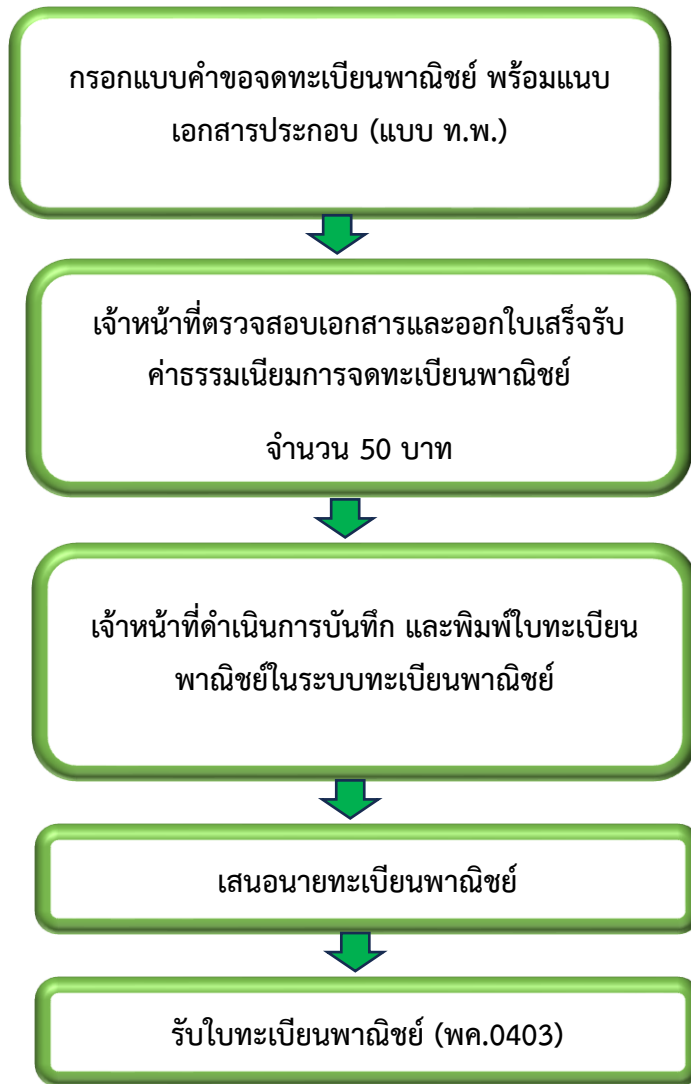 กรอกแบบคำขอจดทะเบียนพาณิชย์ พร้อมแนบ
เอกสารประกอบ (แบบ ท.พ.)
เจ้าหน้าที่ตรวจสอบเอกสารและออกใบเสร็จรับ
ค่าธรรมเนียมการจดทะเบียนพาณิชย์
จำนวน 50 บาท
เจ้าหน้าที่ดำเนินการบันทึก และพิมพ์ใบทะเบียน
พาณิชย์ในระบบทะเบียนพาณิชย์
เสนอนายทะเบียนพาณิชย์
รับใบทะเบียนพาณิชย์ (พค.0403)